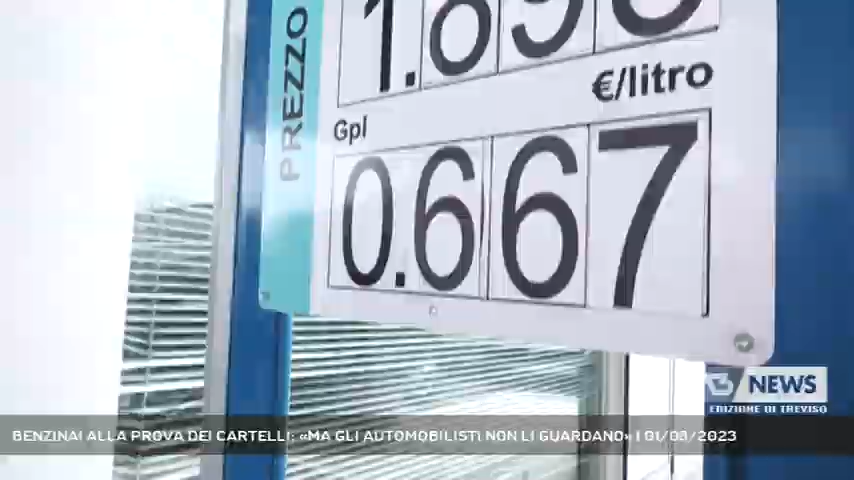 PREZZO
€/litro
Gpl
0.667
NEWS
EDIZIONE DI TREVISO
BENZINAI ALLA PROVA DEI CARTELLI: «MA GLI AUTOMOBILISTI NON LI GUARDANO» | 01/08/2023